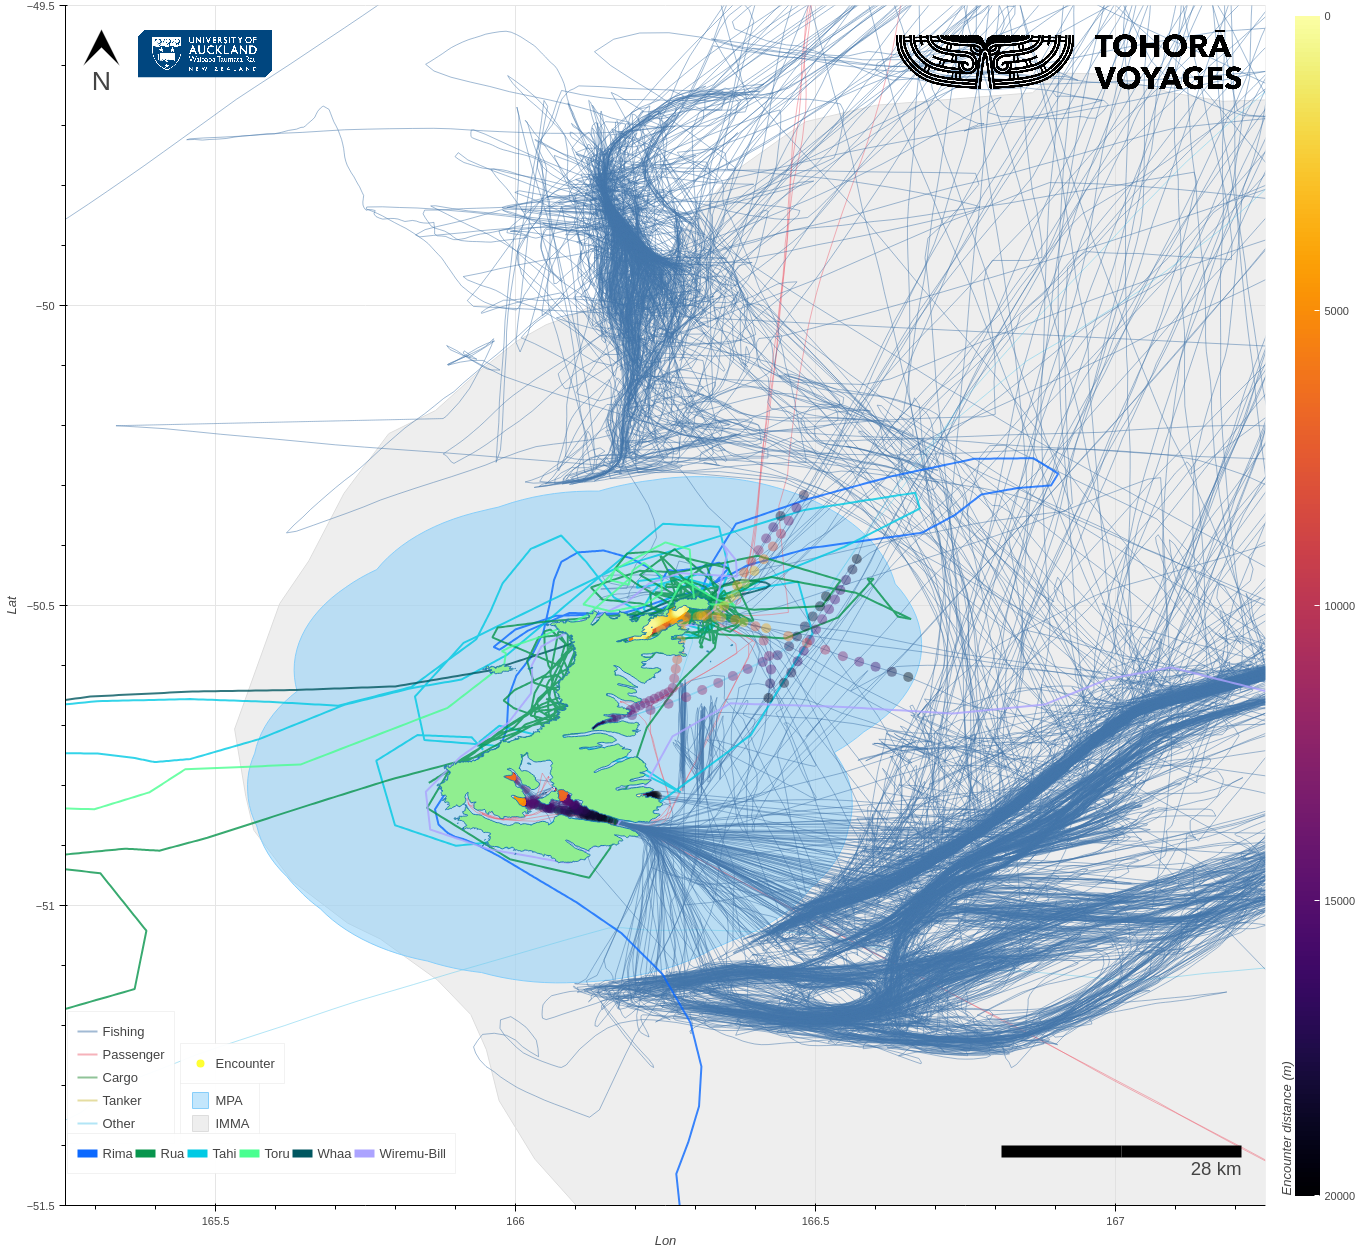 −49.5
−50
−50.5
−51
−51.5
Lat
165.5
166
166.5
167
Lon
N
UNIVERSITY OF
AUCKLAND
Waipapa Taumata Rau
NEW ZEALAND
TOHORĀ
VOYAGES
0
5000
10000
15000
20000
Encounter distance (m)
Fishing
Passenger
Cargo
Tanker
Other
Encounter
MPA
IMMA
Rima Rua Tahi Toru Whaa Wiremu-Bill
28 km